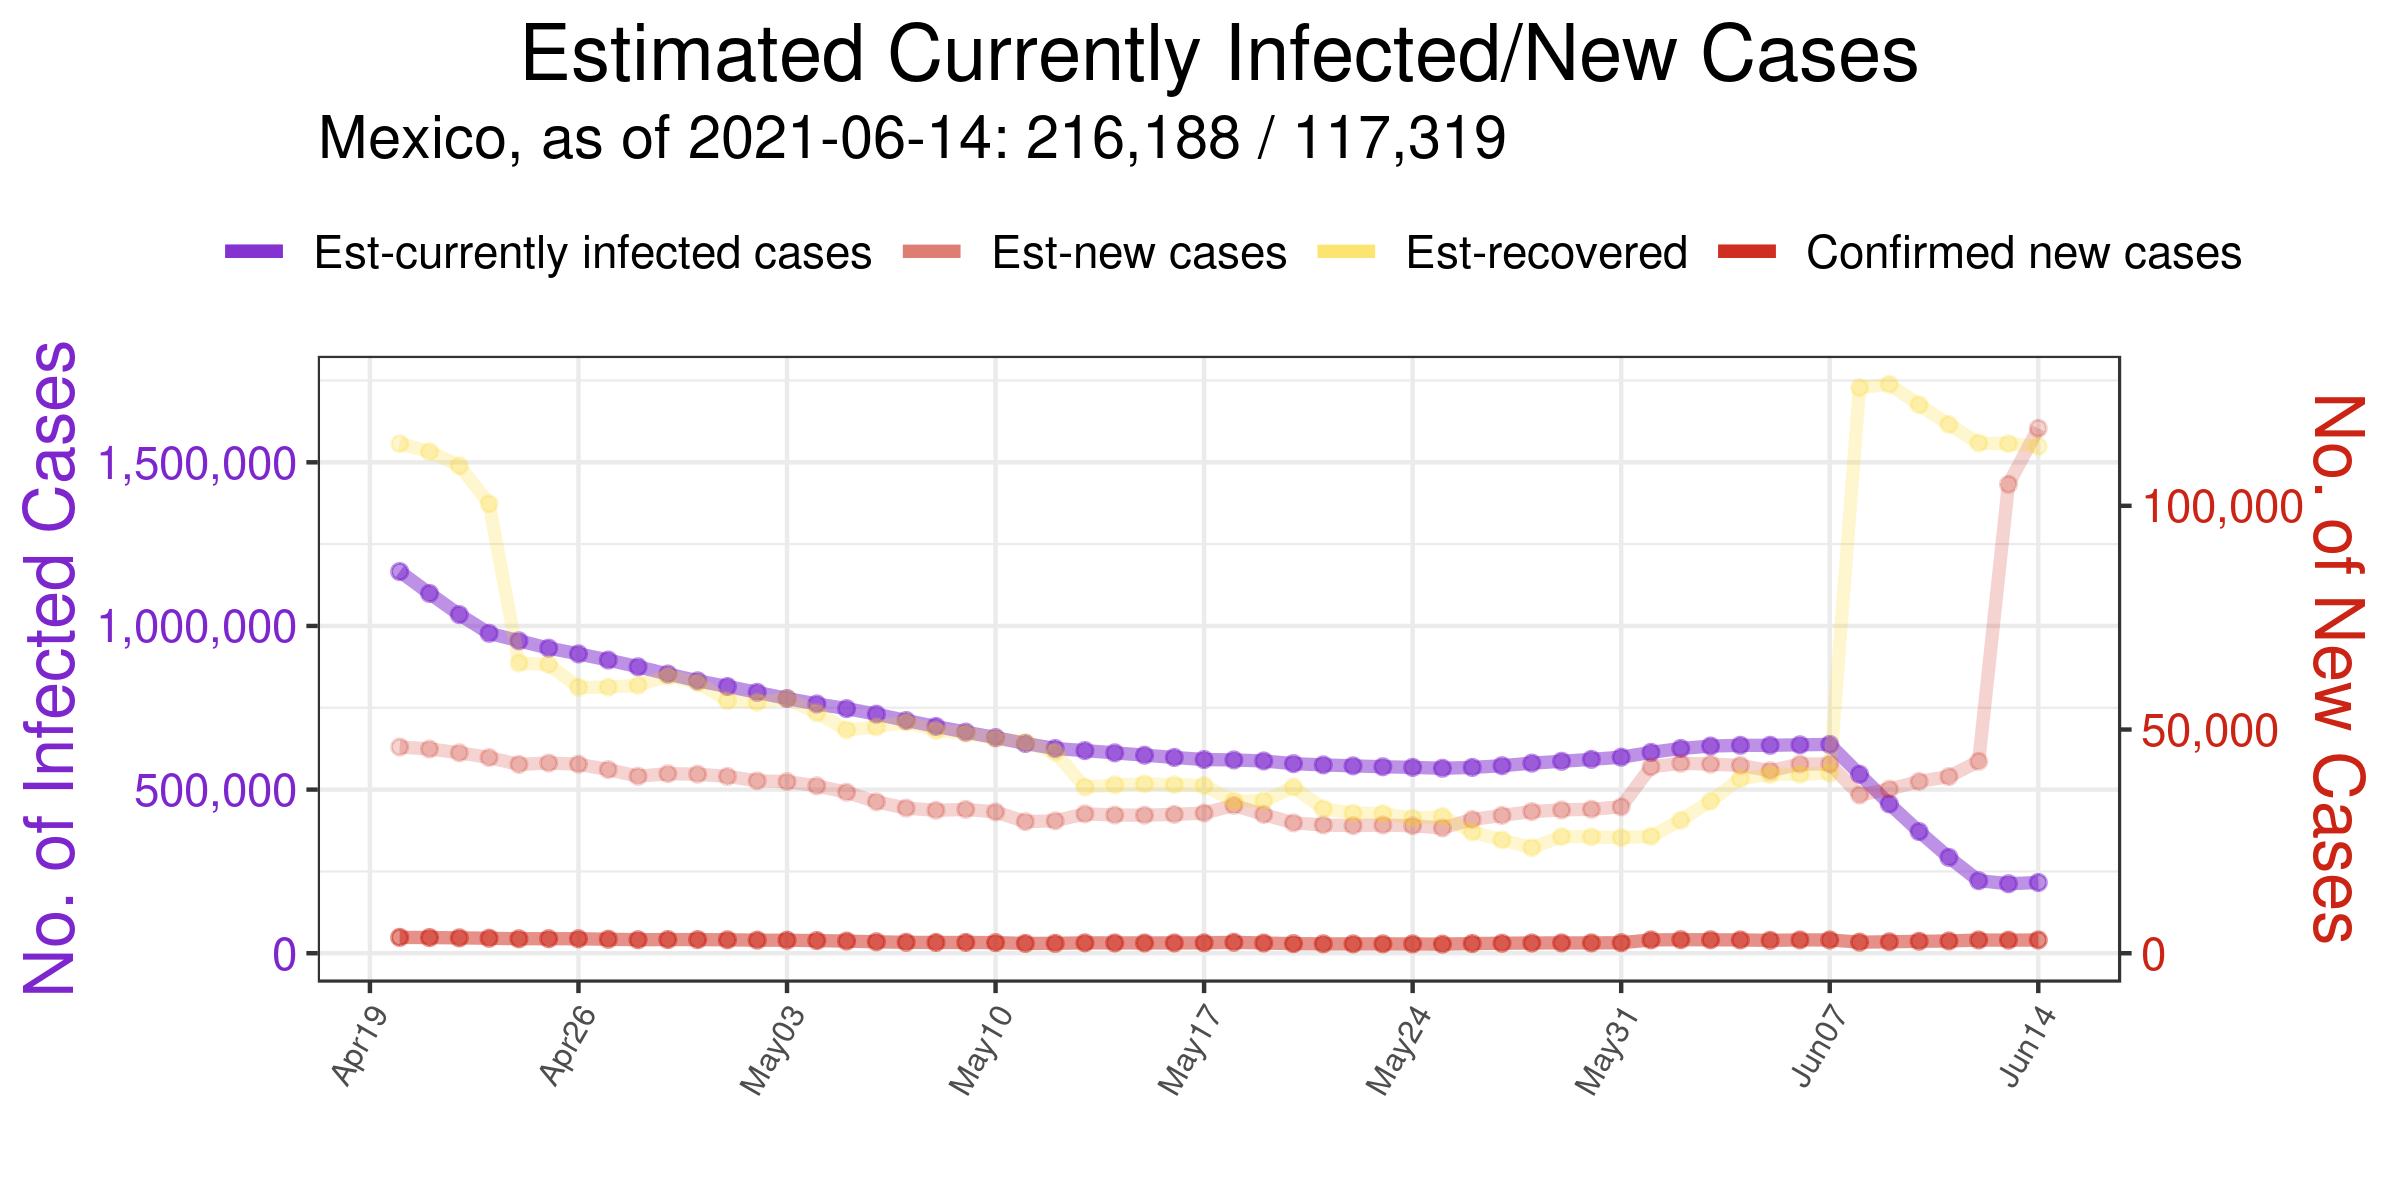 Estimated Currently Infected/New Cases
Mexico, as of 2021-06-14: 216,188 / 117,319
Est-currently infected cases Est-new cases Est-recovered Confirmed new cases
No. of Infected Cases
1,500,000
1,000,000
500,000
0
100,000
50,000
0
No. of New Cases
Apr19 Apr26 May03 May10 May17 May24 May31 Jun07 Jun14